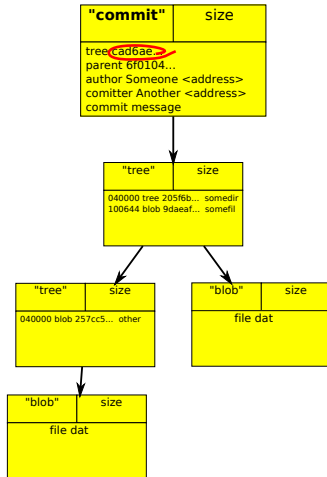 "commit" size
tree cad6ae...
parent 6f0104...
author Someone <address>
comitter Another <address>
commit message
"tree" size
040000 tree 205f6b... somedir
100644 blob 9daeaf... somefil
"tree" size
040000 blob 257cc5... other
"blob" size
file dat
"blob" size
file dat